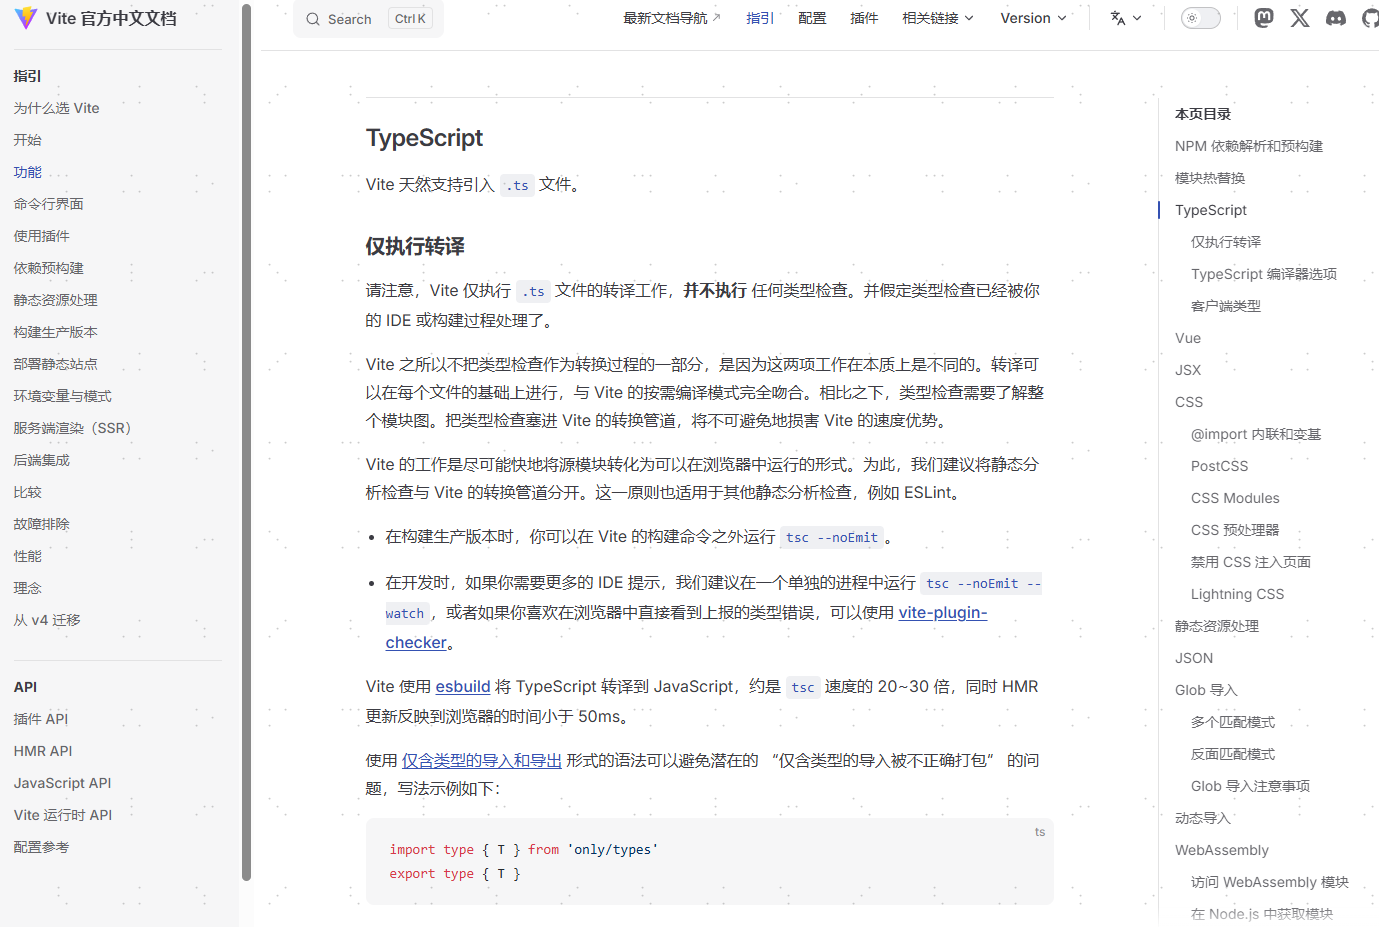 Vite 官方中文文档
Search
Ctrl K
最新文档导航
指引
配置
插件
相关链接
Version
指引
为什么选 Vite
开始
功能
命令行界面
使用插件
依赖预构建
静态资源处理
构建生产版本
部署静态站点
环境变量与模式
服务端渲染（SSR）
后端集成
比较
故障排除
性能
理念
从 v4 迁移
API
插件 API
HMR API
JavaScript API
Vite 运行时 API
配置参考
TypeScript
Vite 天然支持引入 .ts 文件。
仅执行转译
请注意，Vite 仅执行 .ts 文件的转译工作，并不执行 任何类型检查。并假定类型检查已经被你
的 IDE 或构建过程处理了。
Vite 之所以不把类型检查作为转换过程的一部分，是因为这两项工作在本质上是不同的。转译可
以在每个文件的基础上进行，与 Vite 的按需编译模式完全吻合。相比之下，类型检查需要了解整
个模块图。把类型检查塞进 Vite 的转换管道，将不可避免地损害 Vite 的速度优势。
Vite 的工作是尽可能快地将源模块转化为可以在浏览器中运行的形式。为此，我们建议将静态分
析检查与 Vite 的转换管道分开。这一原则也适用于其他静态分析检查，例如 ESLint。
• 在构建生产版本时，你可以在 Vite 的构建命令之外运行 tsc --noEmit。
• 在开发时，如果你需要更多的 IDE 提示，我们建议在一个单独的进程中运行 tsc --noEmit --
watch，或者如果你喜欢在浏览器中直接看到上报的类型错误，可以使用 vite-plugin-
checker。
Vite 使用 esbuild 将 TypeScript 转译到 JavaScript，约是 tsc 速度的 20~30 倍，同时 HMR
更新反映到浏览器的时间小于 50ms。
使用 仅含类型的导入和导出 形式的语法可以避免潜在的 “仅含类型的导入被不正确打包” 的问
题，写法示例如下：
ts
import type { T } from 'only/types'
export type { T }
本页目录
NPM 依赖解析和预构建
模块热替换
TypeScript
仅执行转译
TypeScript 编译器选项
客户端类型
Vue
JSX
CSS
@import 内联和变基
PostCSS
CSS Modules
CSS 预处理器
禁用 CSS 注入页面
Lightning CSS
静态资源处理
JSON
Glob 导入
多个匹配模式
反面匹配模式
Glob 导入注意事项
动态导入
WebAssembly
访问 WebAssembly 模块
在 Node.js 中获取模块